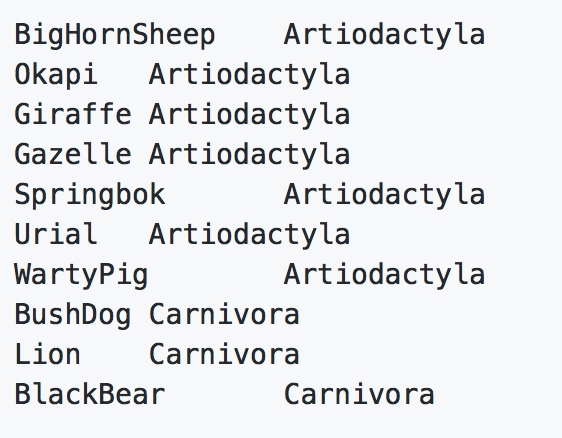 BigHornSheep	Artiodactyla
Okapi	Artiodactyla
Giraffe	Artiodactyla
Gazelle	Artiodactyla
Springbok	Artiodactyla
Urial	Artiodactyla
WartyPig	Artiodactyla
BushDog	Carnivora
Lion	Carnivora
BlackBear	Carnivora